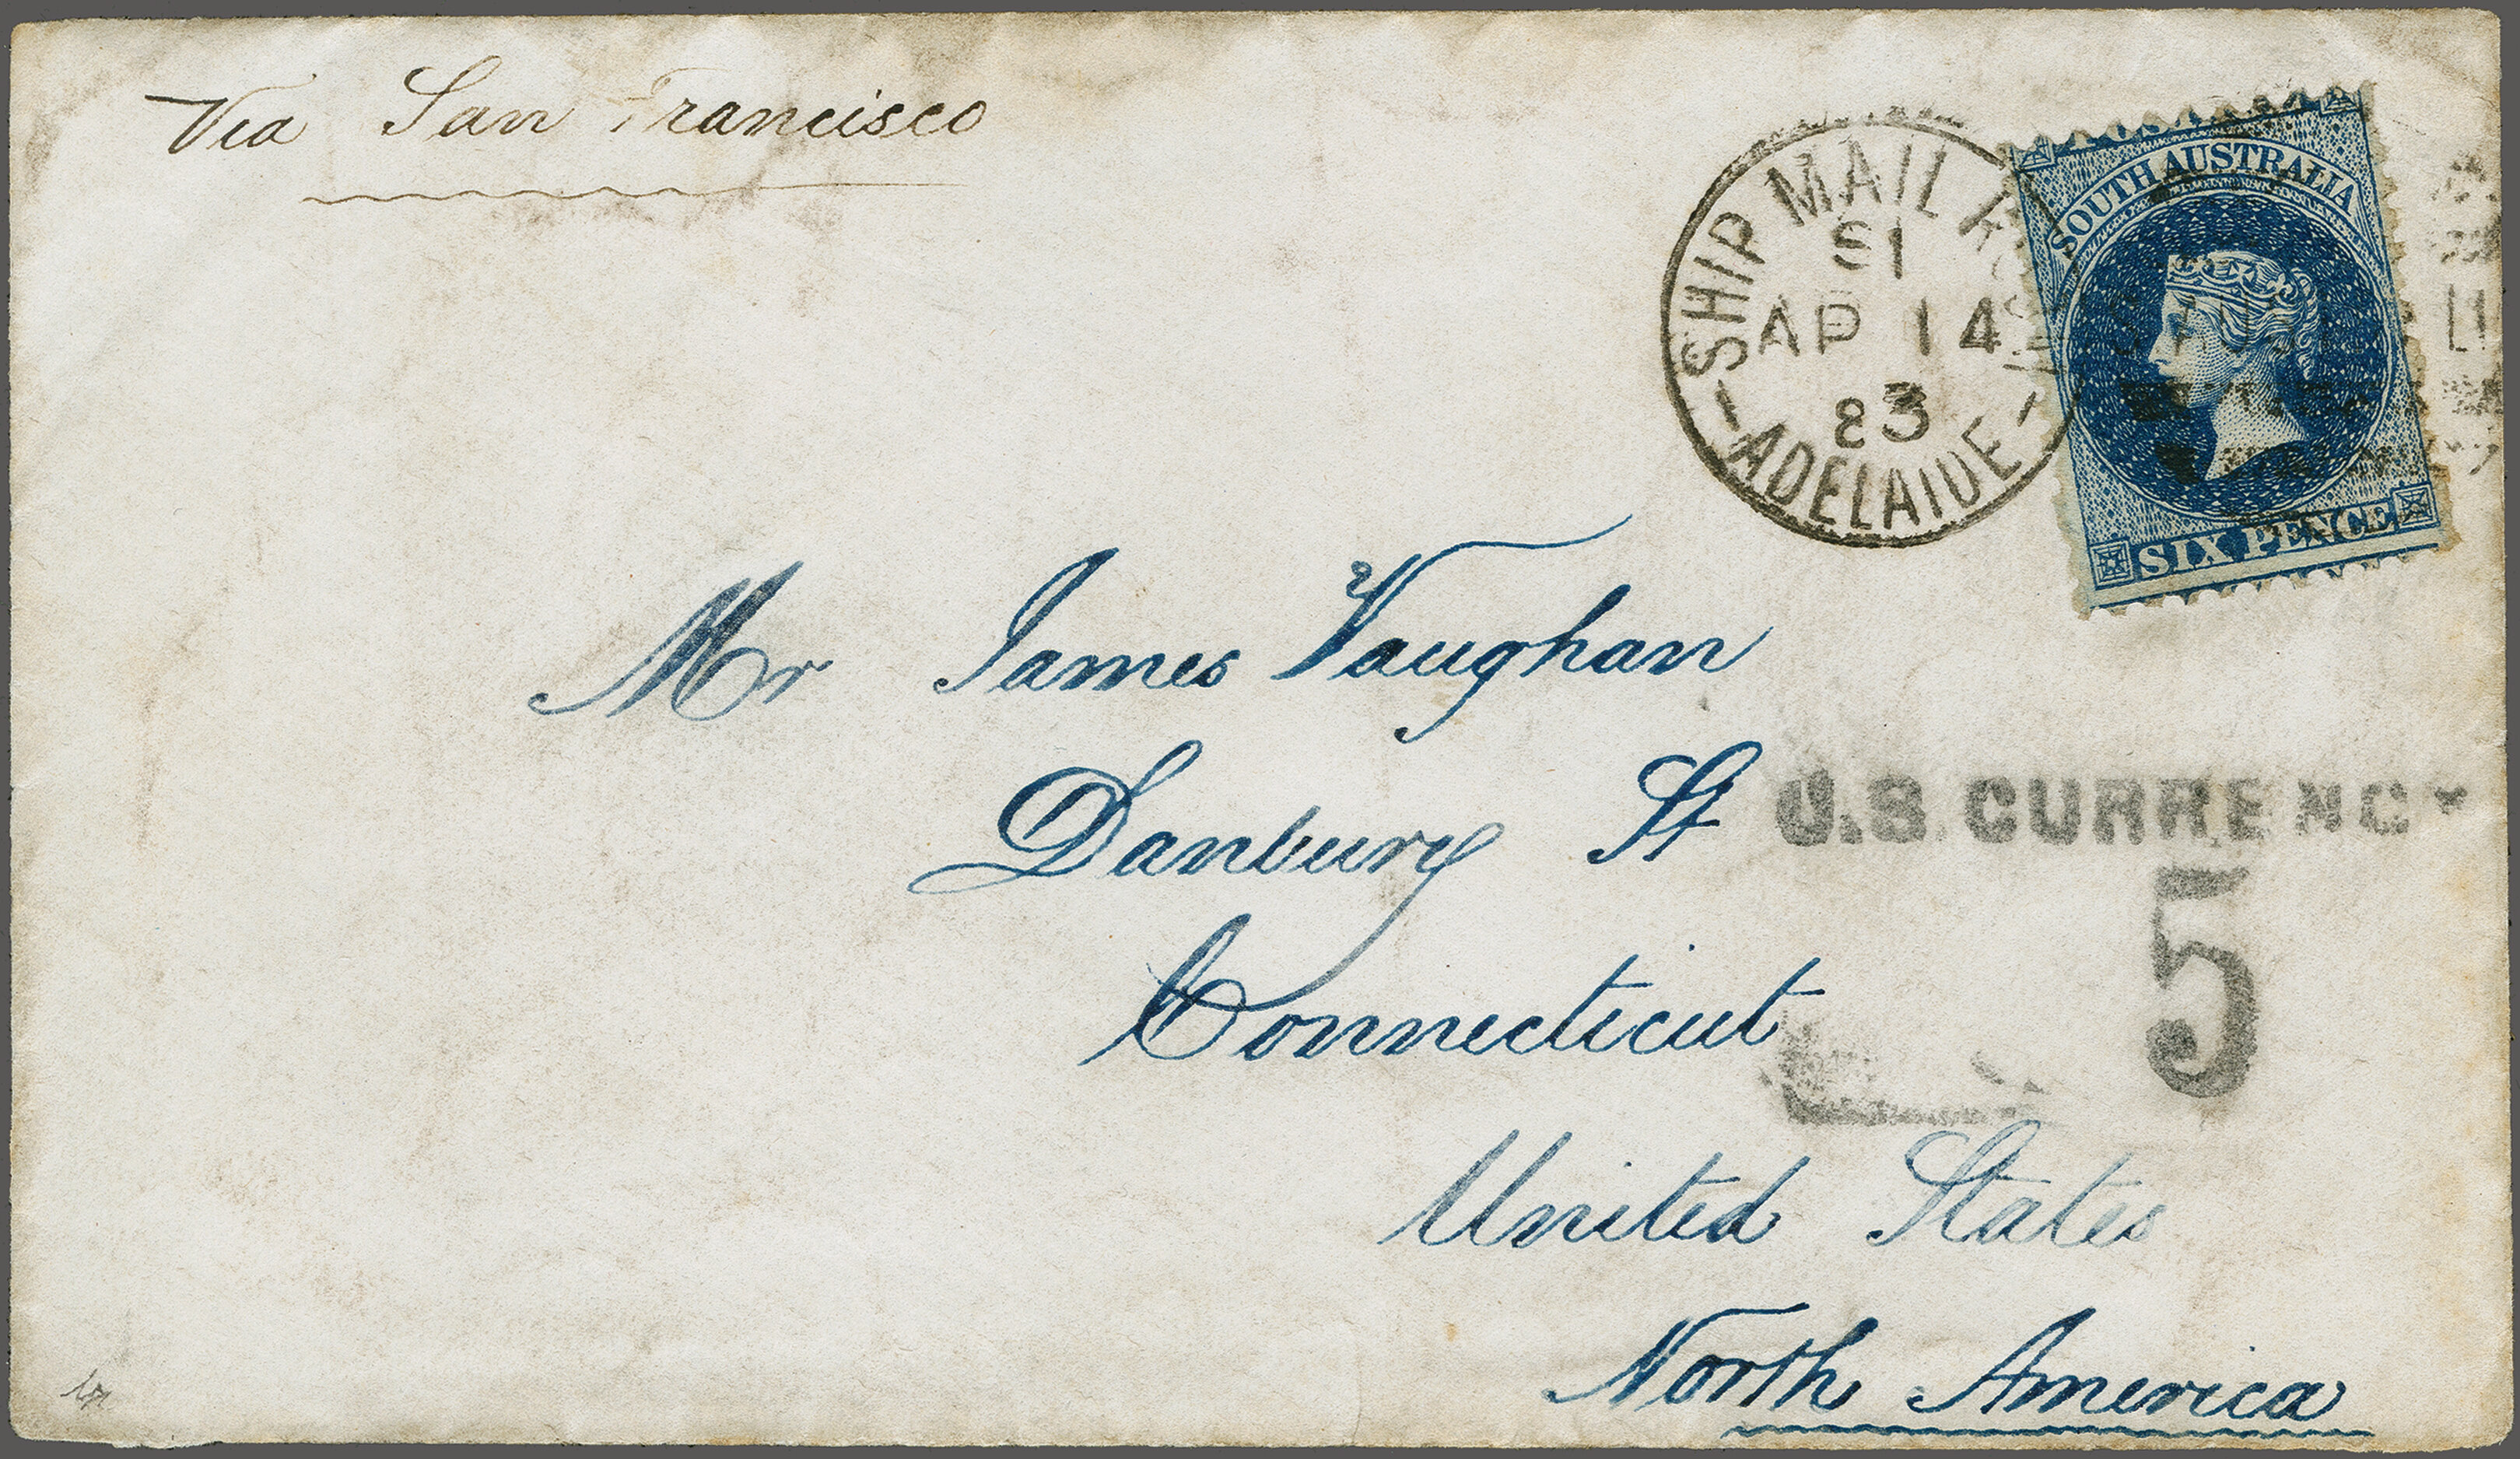 Via San Francisco
SHIP MAIL
S1
AP 14
83
ADELAIDE
SOUTH AUSTRALIA
SIX PENCE
Mr James Vaughan
Danbury St
U.S. CURRENCY
5
Connecticut
United States
North America